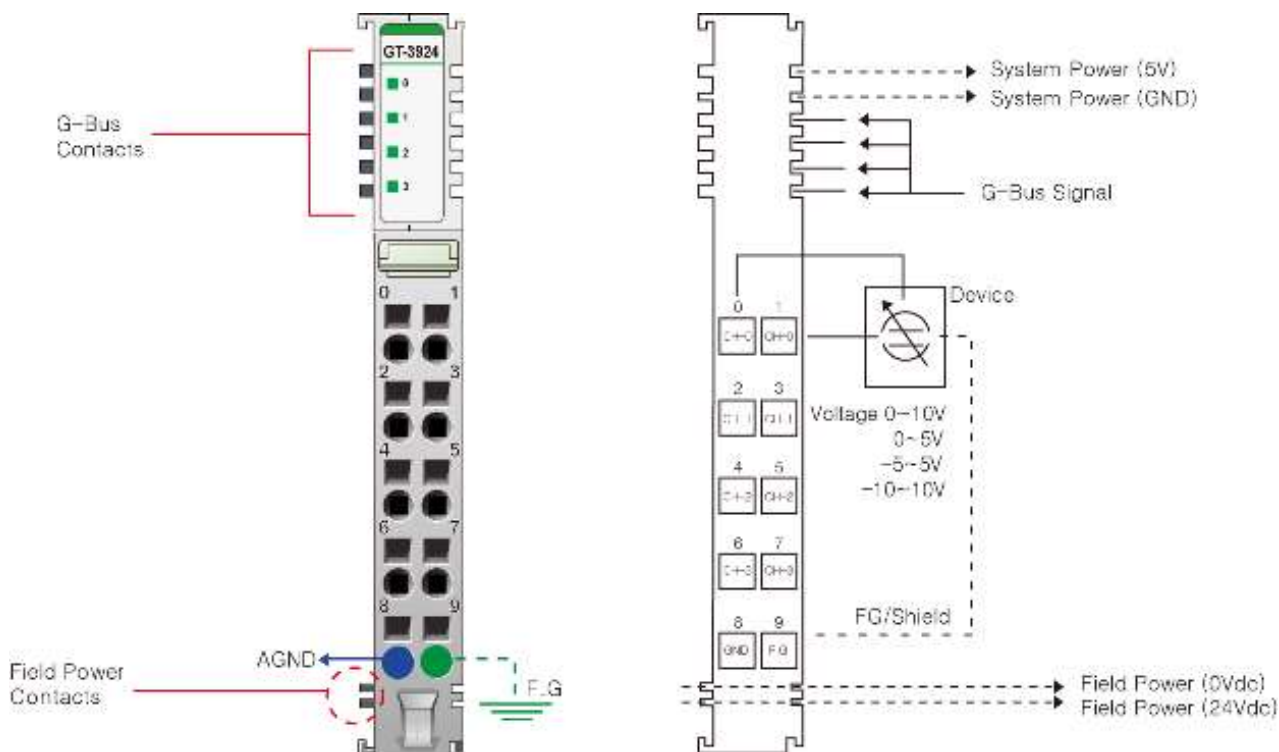 GT-3924
0
1
2
3
G-Bus
Contacts
0 1
2 3
4 5
6 7
8 9
AGND
F.G
Field Power
Contacts
System Power (5V)
System Power (GND)
G-Bus Signal
Device
0 1
2 3
4 5
6 7
8 9
GND F.G
Voltage 0~10V
0~5V
-5~5V
-10~10V
FG/Shield
Field Power (0Vdc)
Field Power (24Vdc)